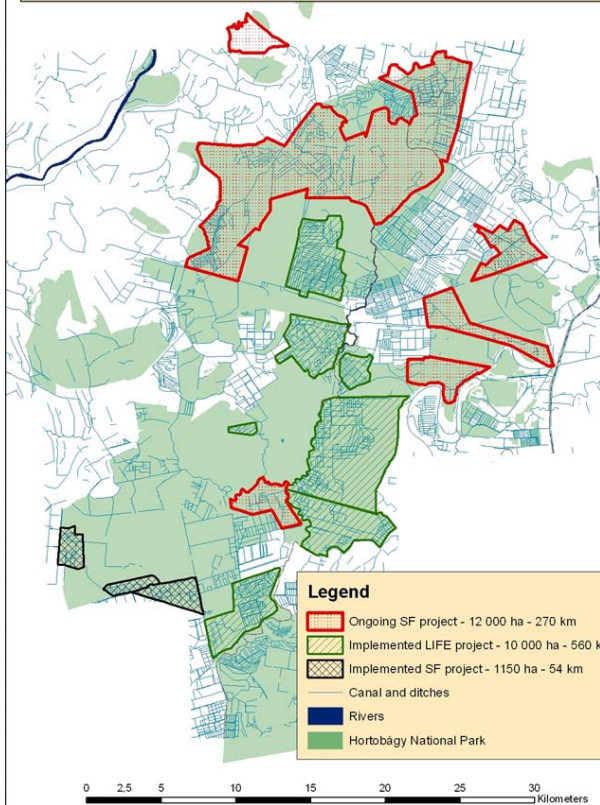 Legend
Ongoing SF project - 12 000 ha - 270 km
Implemented LIFE project - 10 000 ha - 560 k
Implemented SF project - 1150 ha - 54 km
Canal and ditches
Rivers
Hortobágy National Park
0 2,5 5 10 15 20 25 30
Kilometers